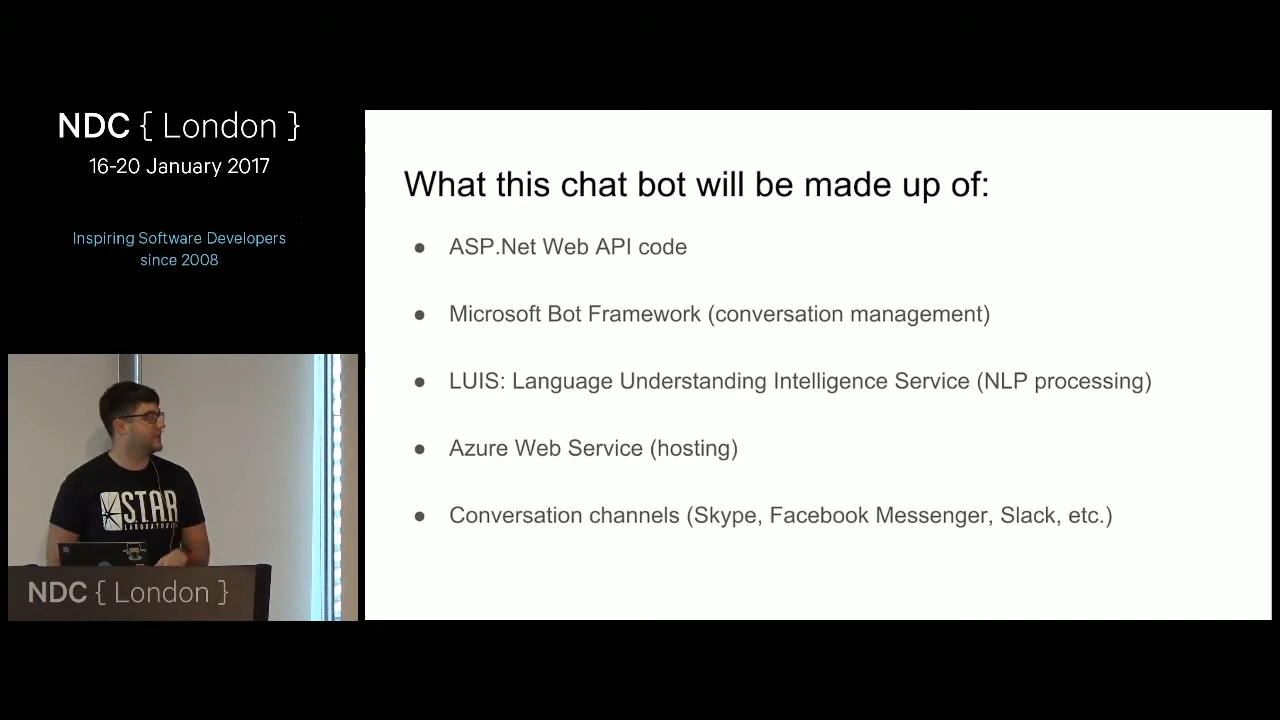 NDC { London }
16-20 January 2017
Inspiring Software Developers
since 2008
What this chat bot will be made up of:
● ASP.Net Web API code
● Microsoft Bot Framework (conversation management)
● LUIS: Language Understanding Intelligence Service (NLP processing)
● Azure Web Service (hosting)
● Conversation channels (Skype, Facebook Messenger, Slack, etc.)
S.T.A.R.
LABORATORIES
NDC { London }